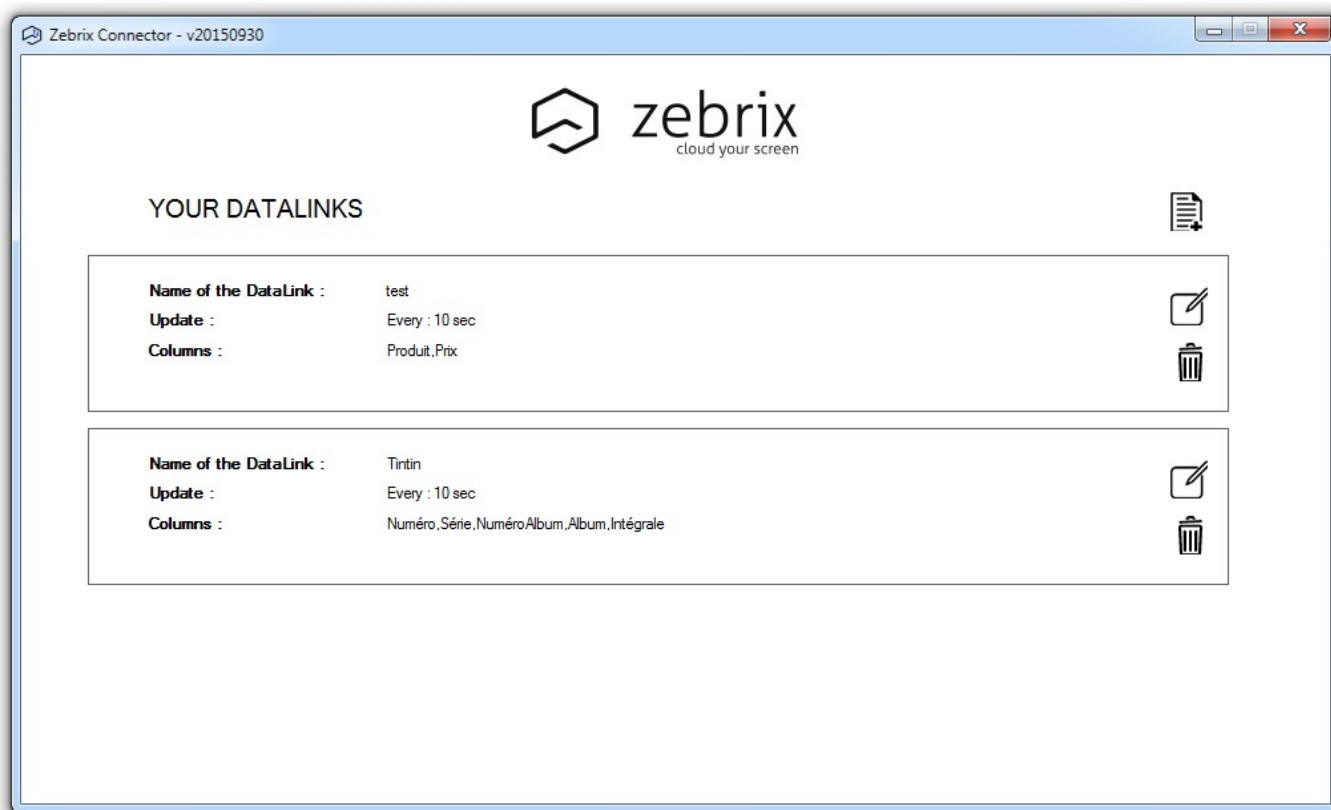 Zebrix Connector - v20150930
zebrix
cloud your screen
YOUR DATALINKS
Name of the DataLink : test
Update : Every : 10 sec
Columns : Produit,Prix
Name of the DataLink : Tintin
Update : Every : 10 sec
Columns : Numéro,Série,NuméroAlbum,Album,Intégrale